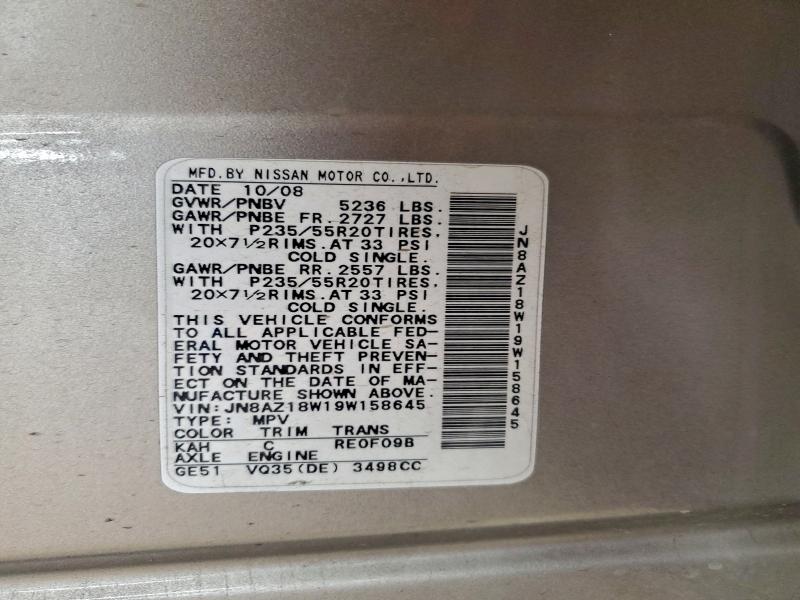 MFD.BY NISSAN MOTOR CO.,LTD.
DATE 10/08
GVWR/PNBV 5236 LBS.
GAWR/PNBE FR. 2727 LBS.
WITH P235/55R20TIRES,
20×7½RIMS.AT 33 PSI
COLD SINGLE.
GAWR/PNBE RR. 2557 LBS.
WITH P235/55R20TIRES,
20×7½RIMS.AT 33 PSI
COLD SINGLE.
THIS VEHICLE CONFORMS
TO ALL APPLICABLE FED-
ERAL MOTOR VEHICLE SA-
FETY AND THEFT PREVEN-
TION STANDARDS IN EFF-
ECT ON THE DATE OF MA-
NUFACTURE SHOWN ABOVE.
VIN:JN8AZ18W19W158645
TYPE: MPV
COLOR TRIM TRANS
KAH C RE0F09B
AXLE ENGINE
GE51 VQ35(DE) 3498CC
JN8AZ18W19W158645